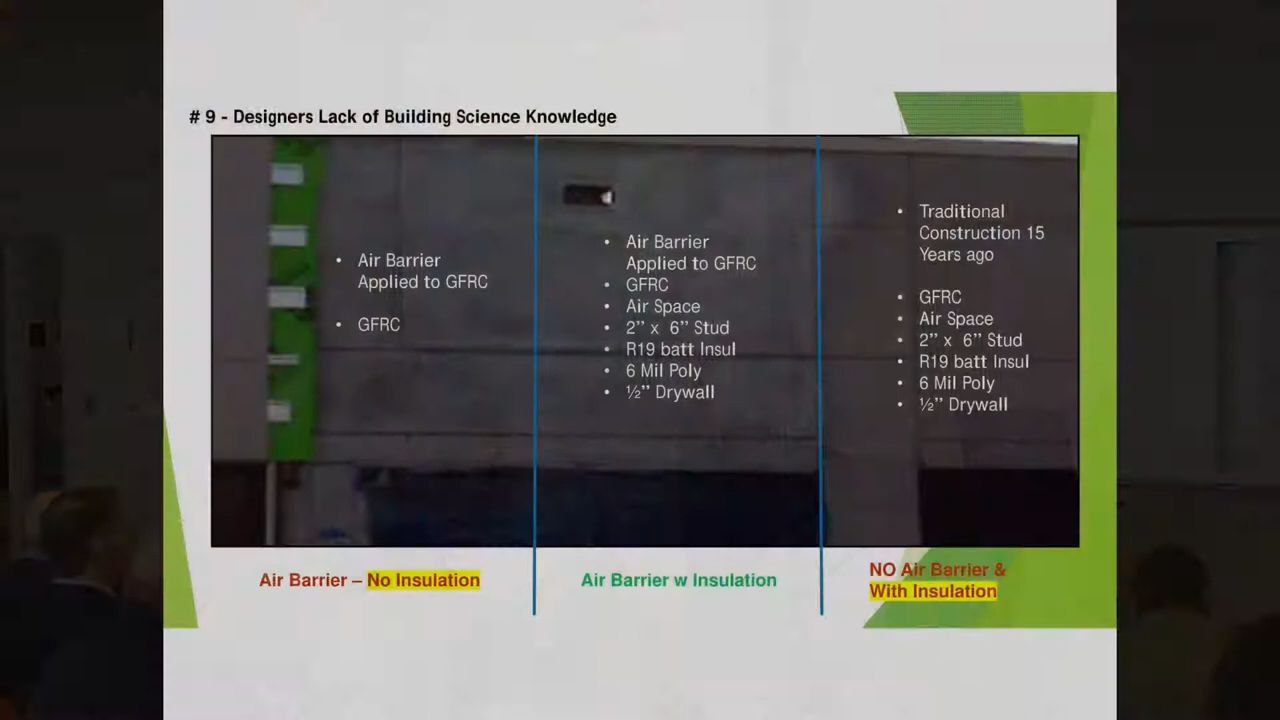 # 9 - Designers Lack of Building Science Knowledge
• Air Barrier
Applied to GFRC
• GFRC
• Air Barrier
Applied to GFRC
• GFRC
• Air Space
• 2” x 6” Stud
• R19 batt Insul
• 6 Mil Poly
• ½” Drywall
• Traditional
Construction 15
Years ago
• GFRC
• Air Space
• 2” x 6” Stud
• R19 batt Insul
• 6 Mil Poly
• ½” Drywall
Air Barrier – No Insulation
Air Barrier w Insulation
NO Air Barrier &
With Insulation